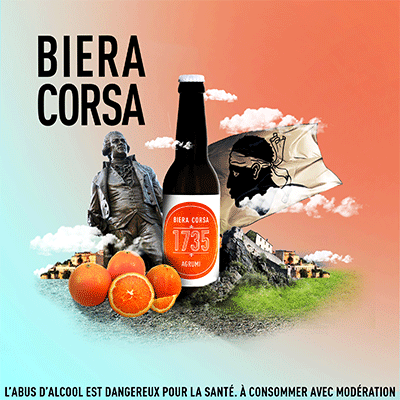 BIERA
CORSA
BIERA CORSA
1735
AGRUMI
L'ABUS D'ALCOOL EST DANGEREUX POUR LA SANTÉ. À CONSOMMER AVEC MODÉRATION